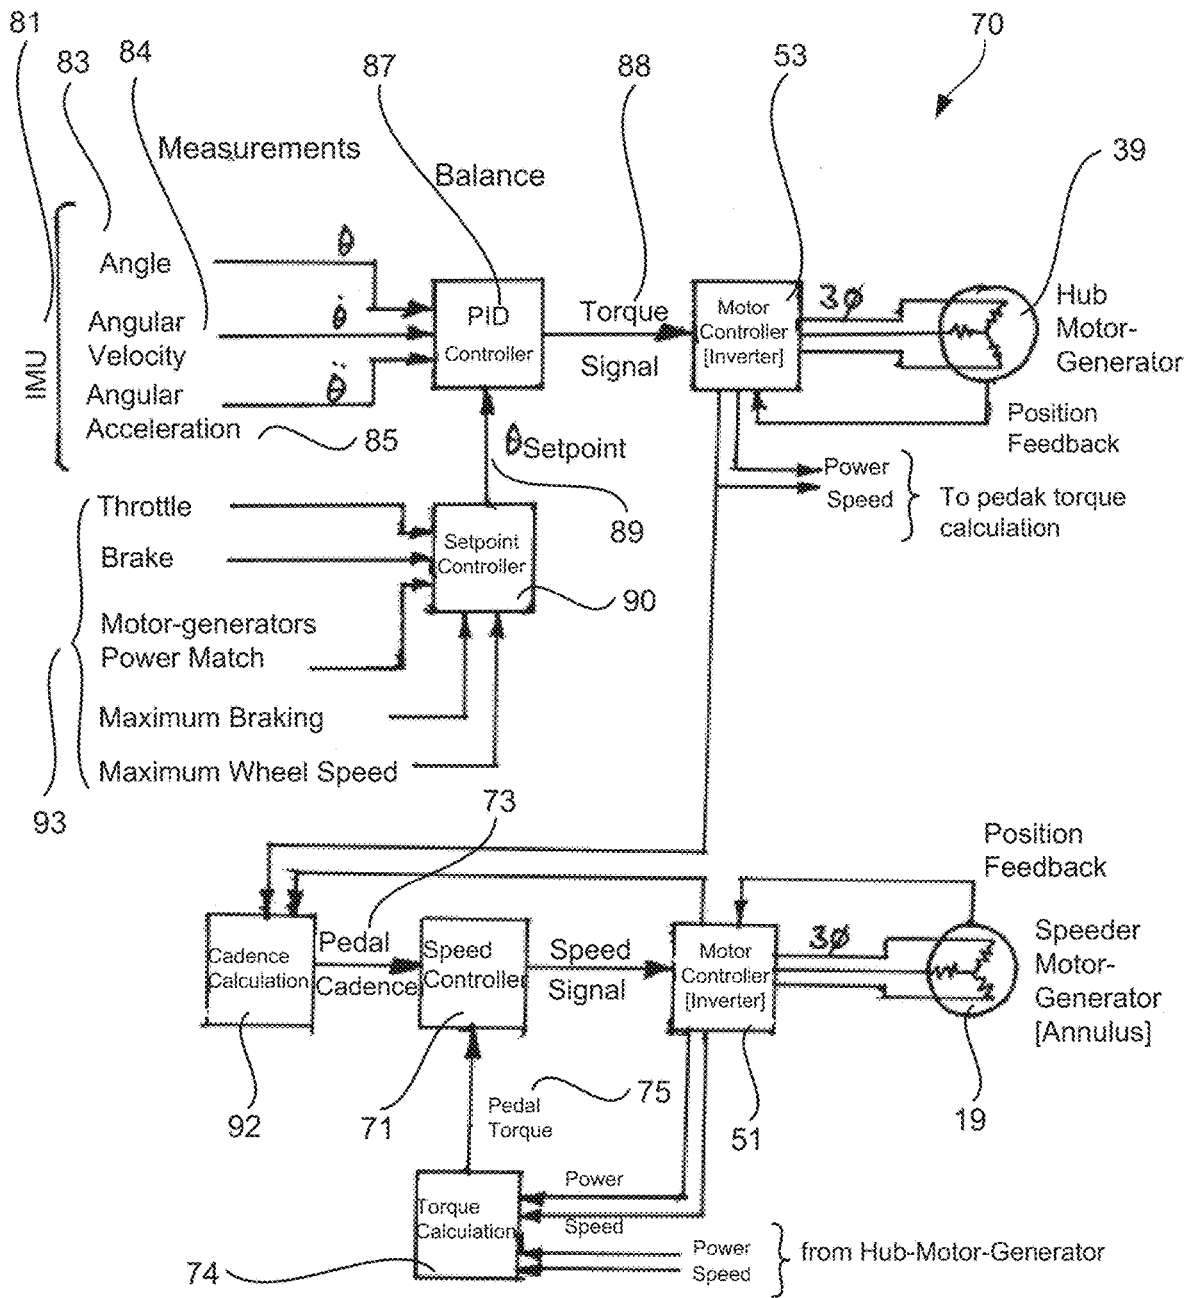 81
83
84
87
88
53
70
39
Measurements
Balance
IMU
Angle
θ
Angular
Velocity
θ̇
Angular
Acceleration
θ̈
85
PID
Controller
Torque
Signal
Motor
Controller
[Inverter]
3ø
Hub
Motor-
Generator
Position
Feedback
Power
Speed
To pedak torque
calculation
θSetpoint
89
Throttle
Brake
Motor-generators
Power Match
Maximum Braking
Maximum Wheel Speed
93
Setpoint
Controller
90
73
Position
Feedback
Cadence
Calculation
92
Pedal
Cadence
Speed
Controller
71
Speed
Signal
Motor
Controller
[Inverter]
51
3ø
Speeder
Motor-
Generator
[Annulus]
19
75
Pedal
Torque
Torque
Calculation
74
Power
Speed
Power
Speed
from Hub-Motor-Generator